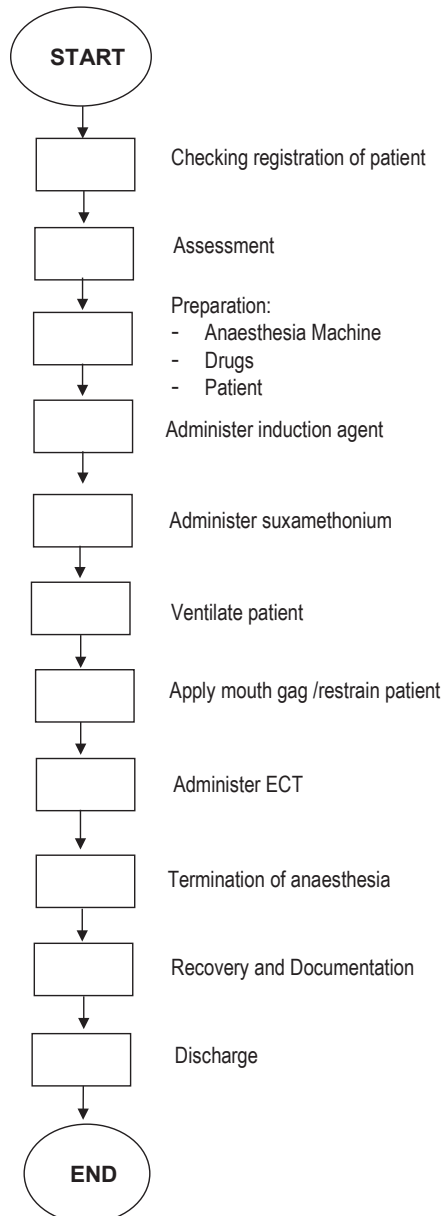 START
Checking registration of patient
Assessment
Preparation:
- Anaesthesia Machine
- Drugs
- Patient
Administer induction agent
Administer suxamethonium
Ventilate patient
Apply mouth gag /restrain patient
Administer ECT
Termination of anaesthesia
Recovery and Documentation
Discharge
END